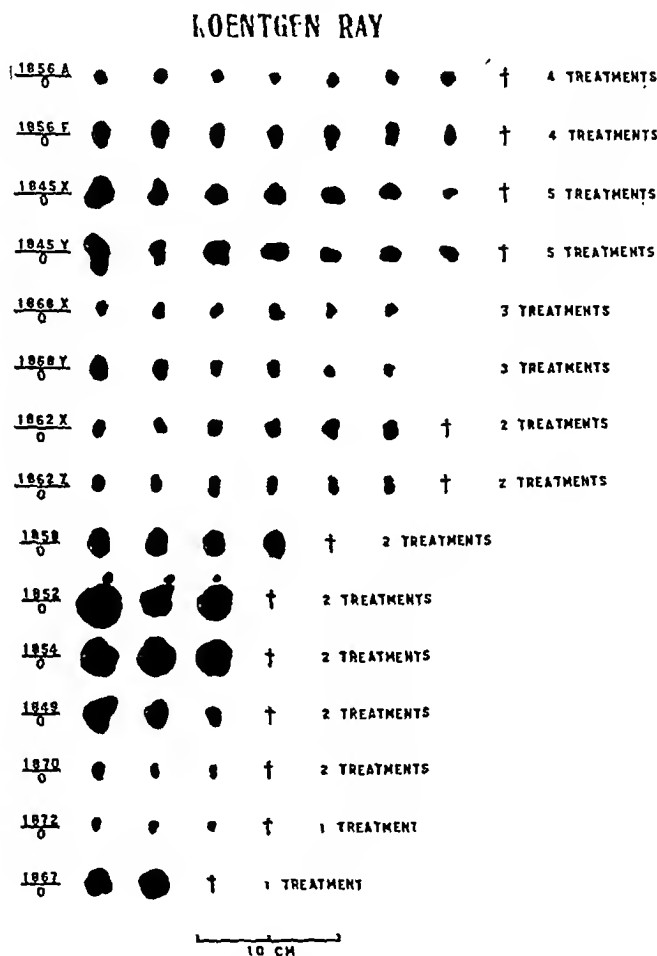 ROENTGEN RAY
1856 A † 4 TREATMENTS
0
1856 F † 4 TREATMENTS
0
1845 X † 5 TREATMENTS
0
1845 Y † 5 TREATMENTS
0
1868 X 3 TREATMENTS
0
1868 Y 3 TREATMENTS
0
1862 X † 2 TREATMENTS
0
1862 Z † 2 TREATMENTS
0
† 2 TREATMENTS
0
1852 † 2 TREATMENTS
0
1854 † 2 TREATMENTS
0
1849 † 2 TREATMENTS
0
1870 † 2 TREATMENTS
0
1872 † 1 TREATMENT
0
1867 † 1 TREATMENT
0
10 CM